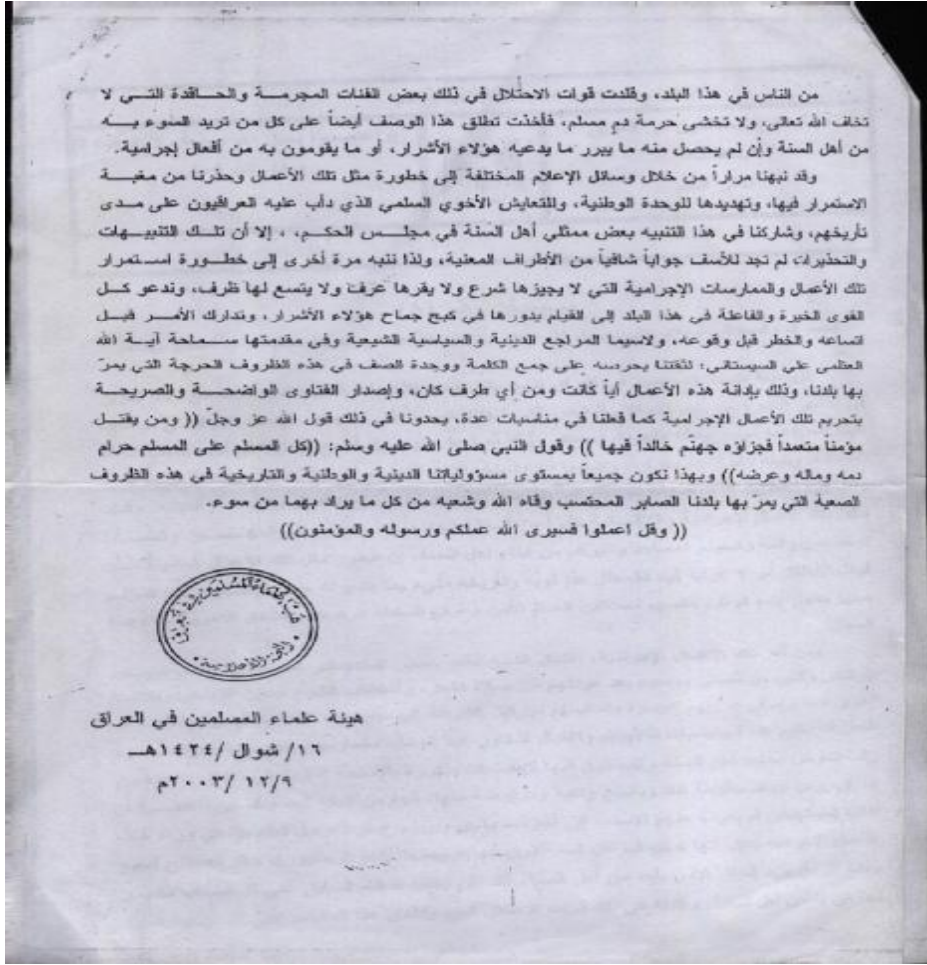 من الناس في هذا البلد، وقلدت قوات الاحتلال في ذلك بعض الفئات المجرمة والحاقدة التي لا
تخاف الله تعالى، ولا تخشى حرمة دم مسلم، فأخذت تطلق هذا الوصف أيضاً على كل من تريد السوء به
من أهل السنة وإن لم يحصل منه ما يبرر ما يدعيه هؤلاء الأشرار، أو ما يقومون به من أفعال إجرامية.
وقد نبهنا مراراً من خلال وسائل الإعلام المختلفة إلى خطورة مثل تلك الأعمال وحذرنا من مغبة
الاستمرار فيها، وتهديدها للوحدة الوطنية، وللتعايش الأخوي السلمي الذي دأب عليه العراقيون على مدى
تأريخهم، وشاركنا في هذا التنبيه بعض ممثلي أهل السنة في مجلس الحكم، ، إلا أن تلك التنبيهات
والتحذيرات لم تجد للأسف جواباً شافياً من الأطراف المعنية، ولذا ننبه مرة أخرى إلى خطورة استمرار
تلك الأعمال والممارسات الإجرامية التي لا يجيزها شرع ولا يقرها عرف ولا يتسع لها ظرف، وندعو كل
القوى الخيرة والفاعلة في هذا البلد إلى القيام بدورها في كبح جماح هؤلاء الأشرار، وتدارك الأمر قبل
اتساعه والخطر قبل وقوعه، ولاسيما المراجع الدينية والسياسية الشيعية وفي مقدمتها سماحة آية الله
العظمى علي السيستاني، لثقتنا بحرصه على جمع الكلمة ووحدة الصف في هذه الظروف الحرجة التي يمرّ
بها بلدنا، وذلك بإدانة هذه الأعمال أياً كانت ومن أي طرف كان، وإصدار الفتاوى الواضحة والصريحة
بتحريم تلك الأعمال الإجرامية كما فعلنا في مناسبات عدة، يحدونا في ذلك قول الله عز وجلّ (( ومن يقتل
مؤمناً متعمداً فجزاؤه جهنّم خالداً فيها )) وقول النبي صلى الله عليه وسلم: ((كل المسلم على المسلم حرام
دمه وماله وعرضه)) وبهذا نكون جميعاً بمستوى مسؤولياتنا الدينية والوطنية والتاريخية في هذه الظروف
الصعبة التي يمرّ بها بلدنا الصابر المحتسب وقاه الله وشعبه من كل ما يراد بهما من سوء.
(( وقل اعملوا فسيرى الله عملكم ورسوله والمؤمنون))
هيئة علماء المسلمين في العراق
١٦/ شوال /١٤٢٤هـ
٢٠٠٣/ ١٢/٩م